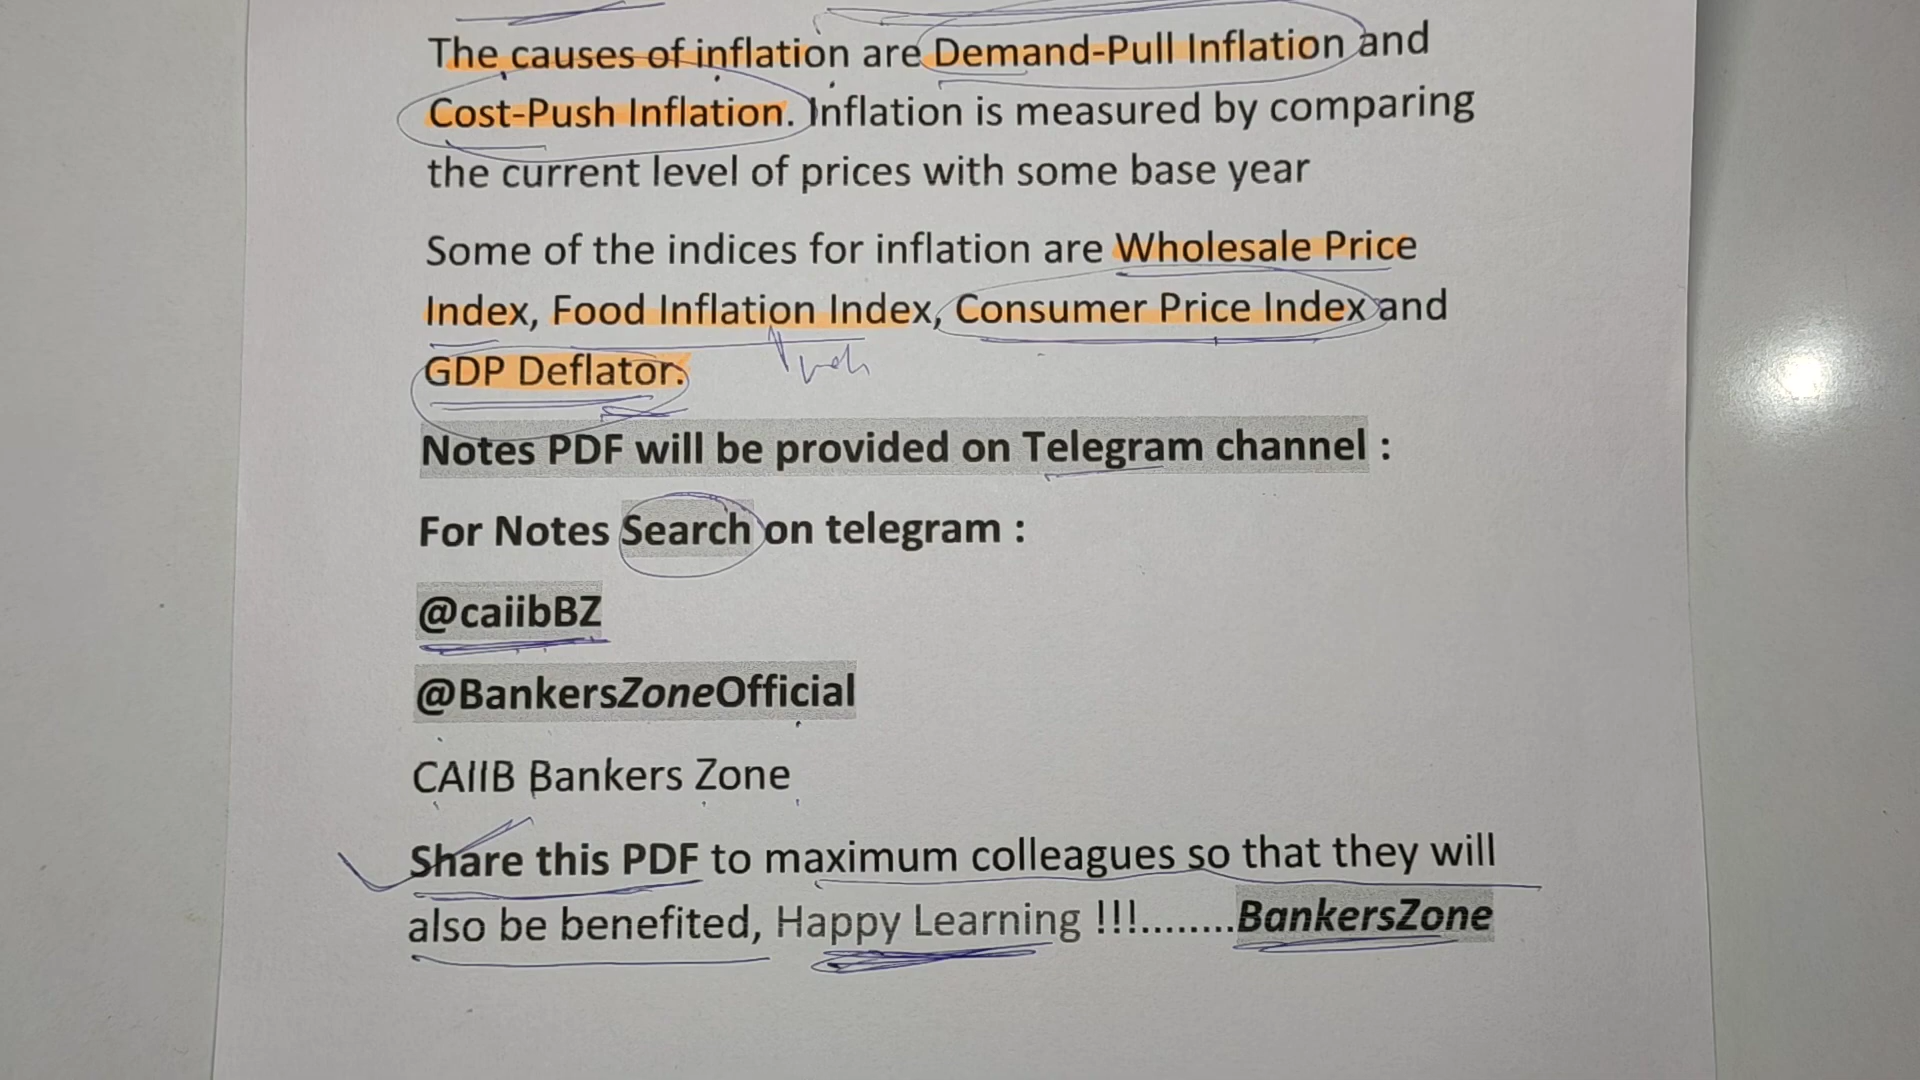 The causes of inflation are Demand-Pull Inflation and
Cost-Push Inflation. Inflation is measured by comparing
the current level of prices with some base year
Some of the indices for inflation are Wholesale Price
Index, Food Inflation Index, Consumer Price Index and
GDP Deflator.
Notes PDF will be provided on Telegram channel :
For Notes Search on telegram :
@caiibBZ
@BankersZoneOfficial
CAIIB Bankers Zone
Share this PDF to maximum colleagues so that they will
also be benefited, Happy Learning !!!........BankersZone